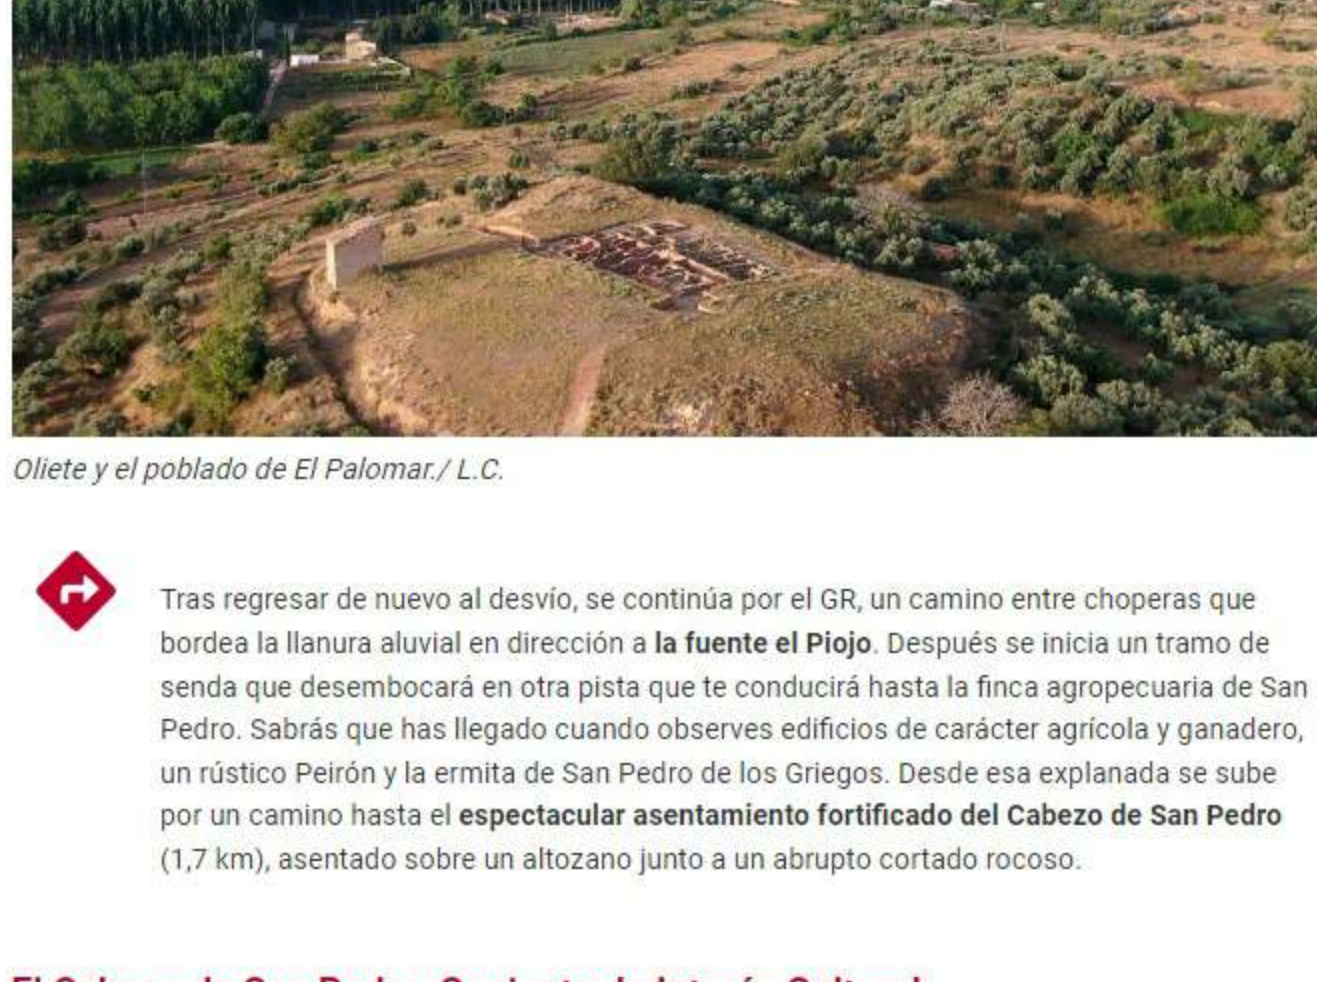 Oliete y el poblado de El Palomar./ L.C.
Tras regresar de nuevo al desvío, se continúa por el GR, un camino entre choperas que
bordea la llanura aluvial en dirección a la fuente el Piojo. Después se inicia un tramo de
senda que desembocará en otra pista que te conducirá hasta la finca agropecuaria de San
Pedro. Sabrás que has llegado cuando observes edificios de carácter agrícola y ganadero,
un rústico Peirón y la ermita de San Pedro de los Griegos. Desde esa explanada se sube
por un camino hasta el espectacular asentamiento fortificado del Cabezo de San Pedro
(1,7 km), asentado sobre un altozano junto a un abrupto cortado rocoso.